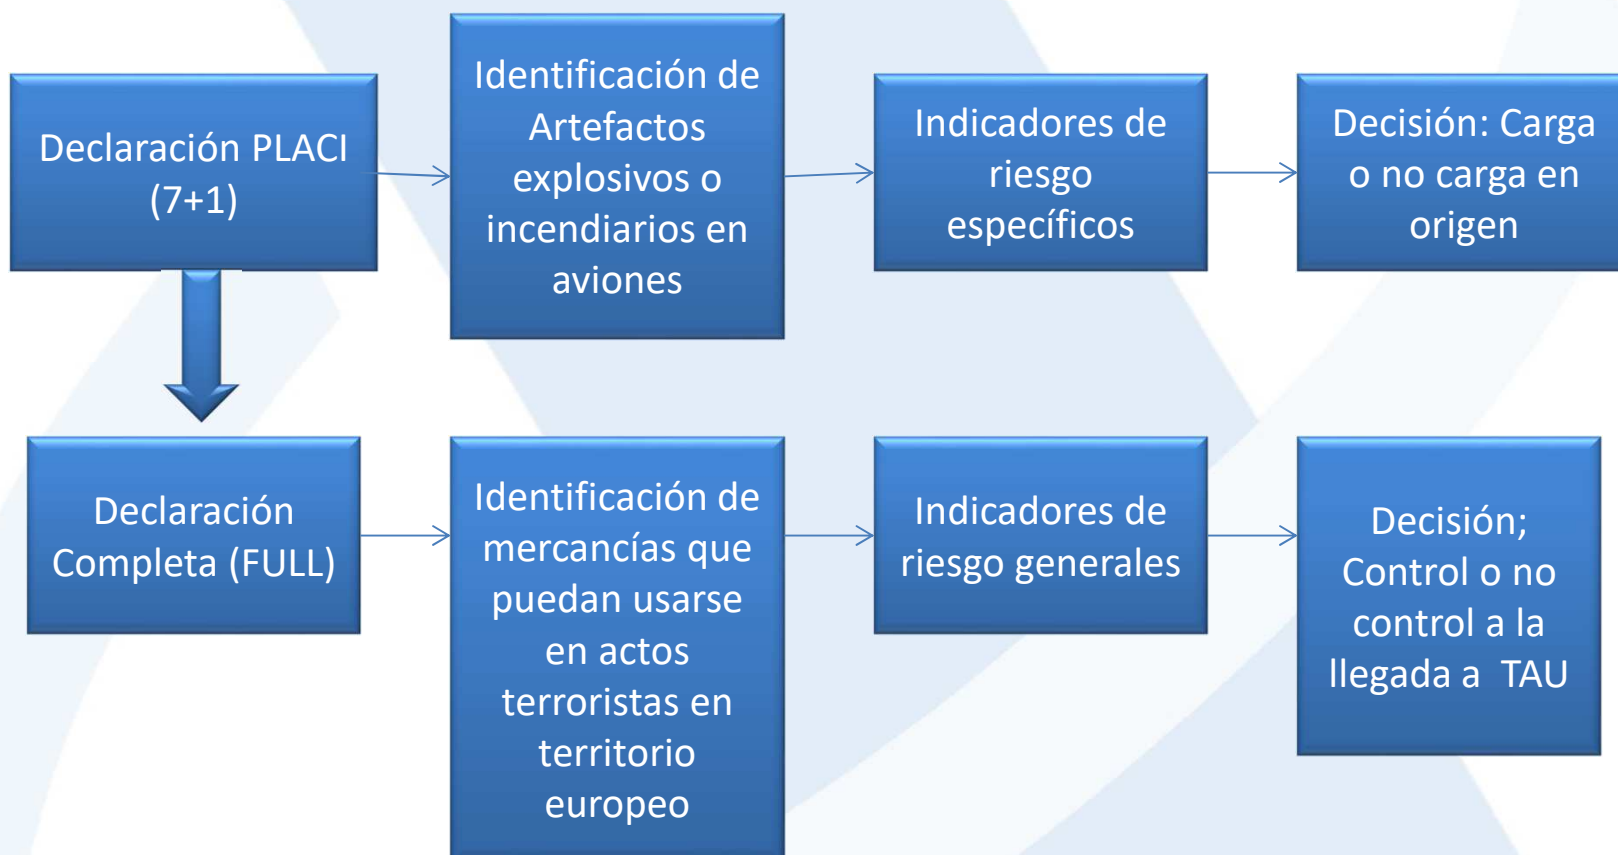 Declaración PLACI
(7+1)
Identificación de
Artefactos
explosivos o
incendiarios en
aviones
Indicadores de
riesgo
específicos
Decisión: Carga
o no carga en
origen
Declaración
Completa (FULL)
Identificación de
mercancías que
puedan usarse
en actos
terroristas en
territorio
europeo
Indicadores de
riesgo generales
Decisión;
Control o no
control a la
llegada a  TAU